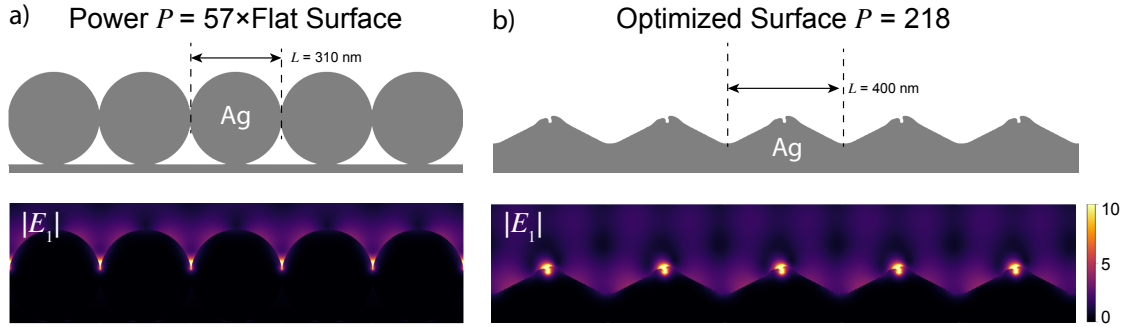 a) Power P = 57×Flat Surface
L = 310 nm
Ag
|E₁|
b) Optimized Surface P = 218
L = 400 nm
Ag
|E₁|
10
5
0